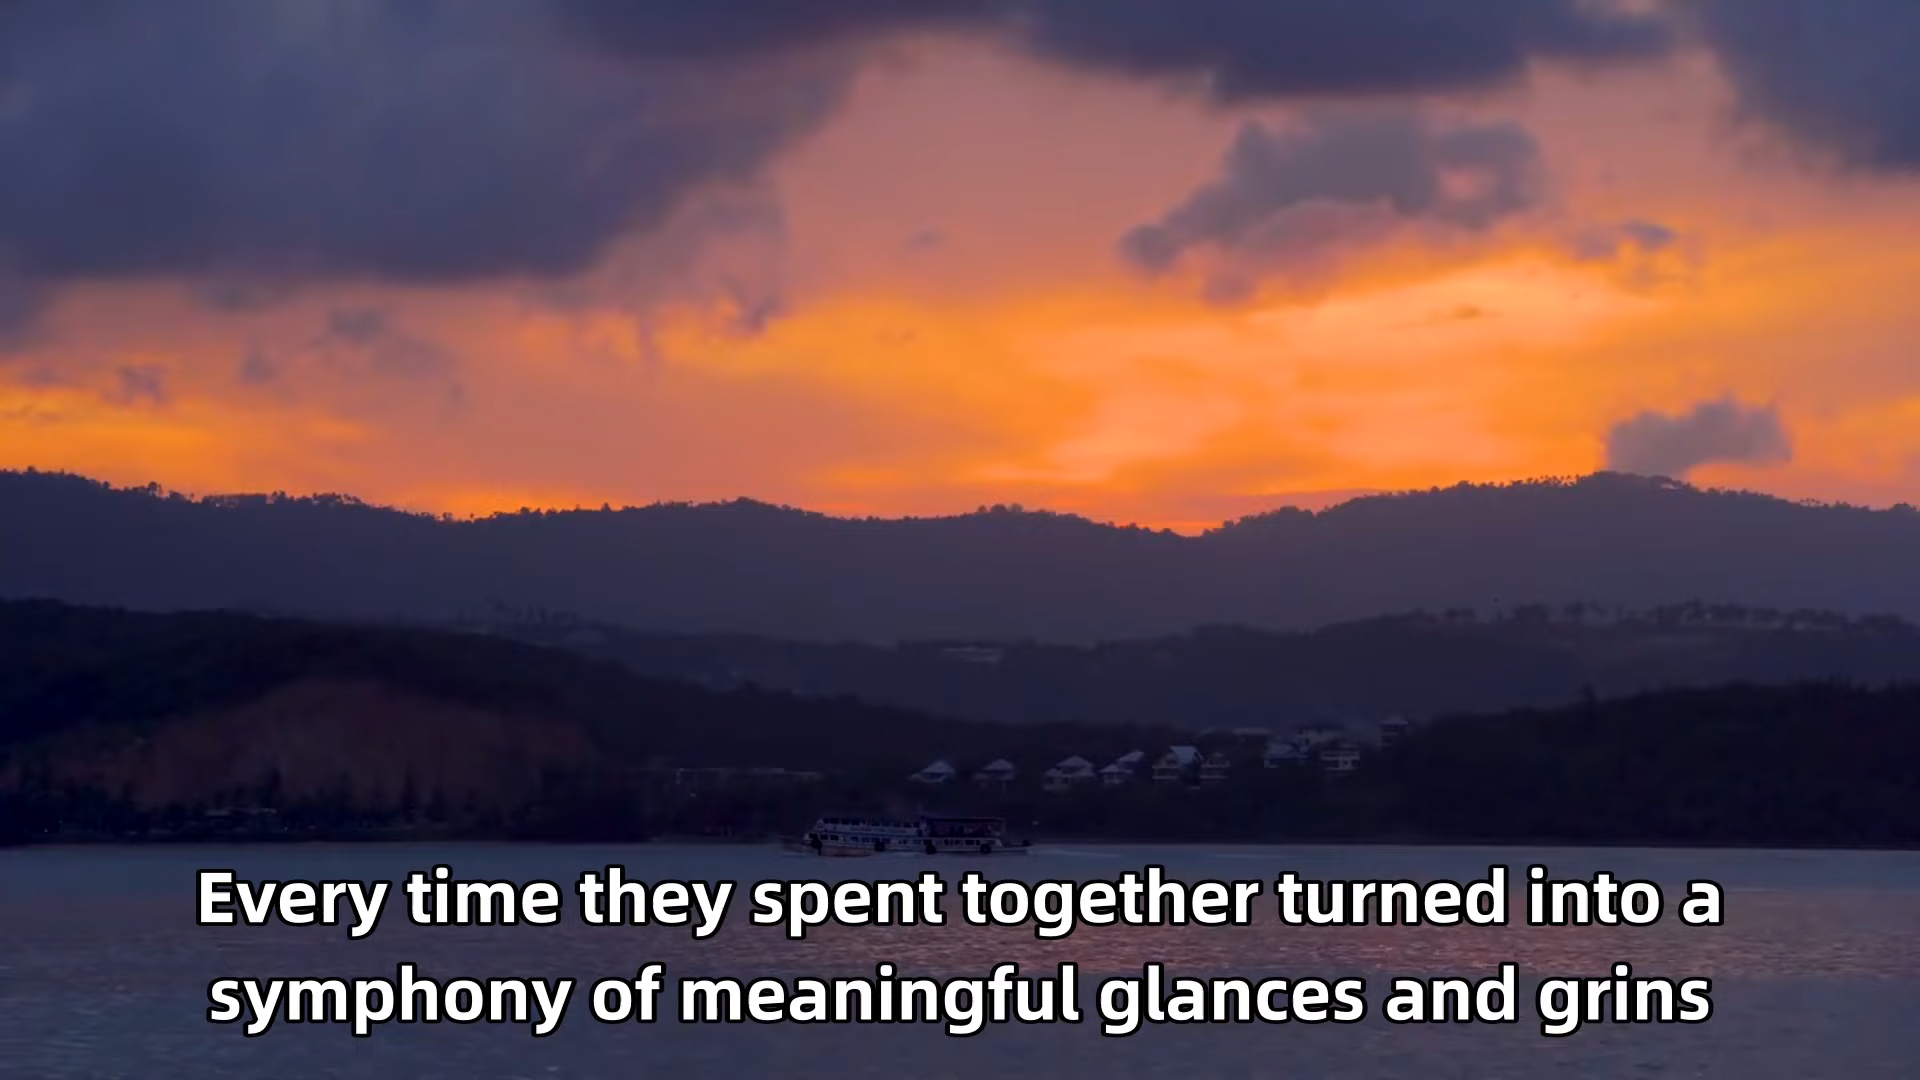 Every time they spent together turned into a
symphony of meaningful glances and grins